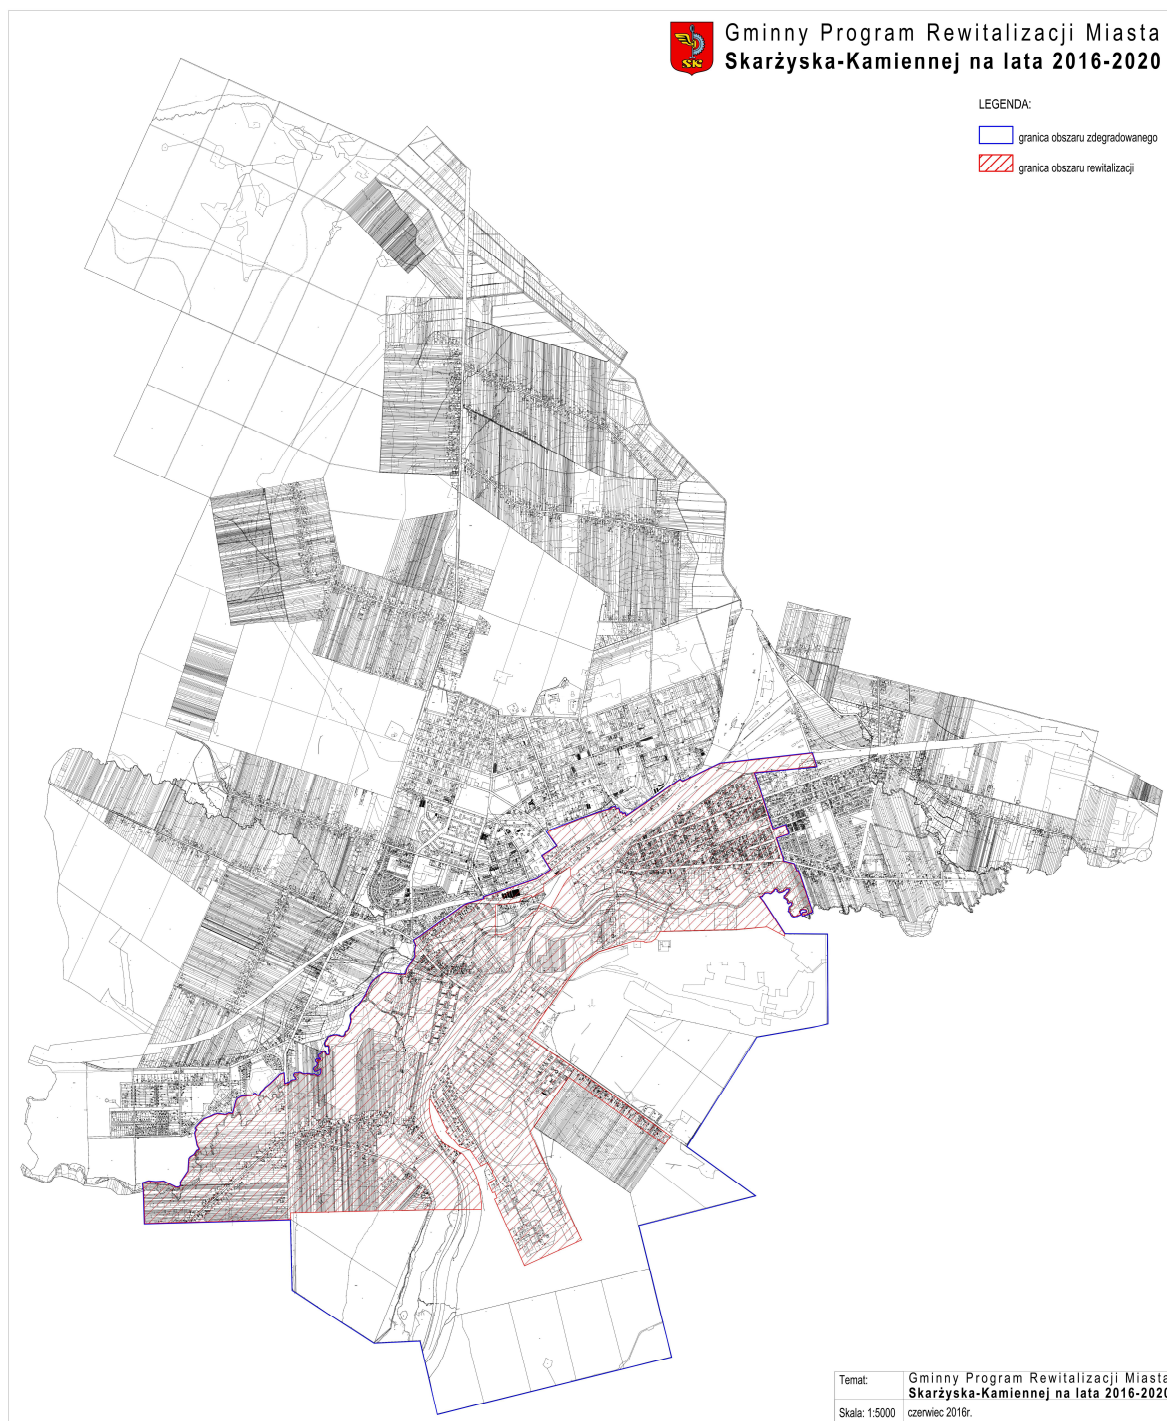 Gminny Program Rewitalizacji Miasta
Skarżyska-Kamiennej na lata 2016-2020
SK
LEGENDA:
granica obszaru zdegradowanego
granica obszaru rewitalizacji
Temat: Gminny Program Rewitalizacji Miasta
Skarżyska-Kamiennej na lata 2016-2020
Skala: 1:5000 czerwiec 2016r.